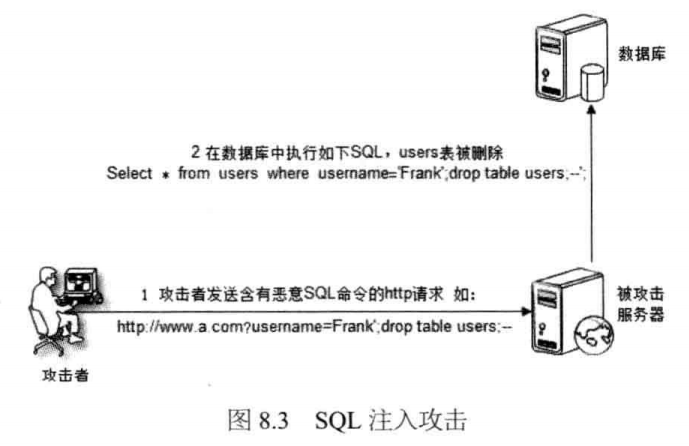 数据库
2 在数据库中执行如下SQL，users表被删除
Select * from users where username='Frank';drop table users;--';
1 攻击者发送含有恶意SQL命令的http请求 如：
http://www.a.com?username=Frank';drop table users;--
被攻击
服务器
攻击者
图 8.3 SQL 注入攻击